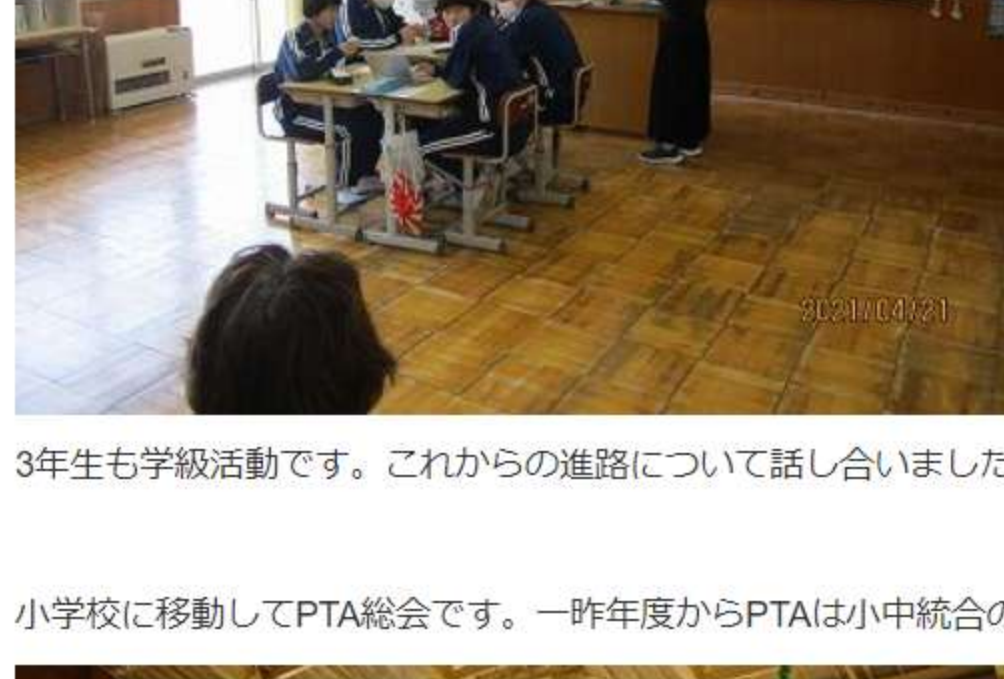 2021/04/21
3年生も学級活動です。これからの進路について話し合いました
小学校に移動してPTA総会です。一昨年度からPTAは小中統合の